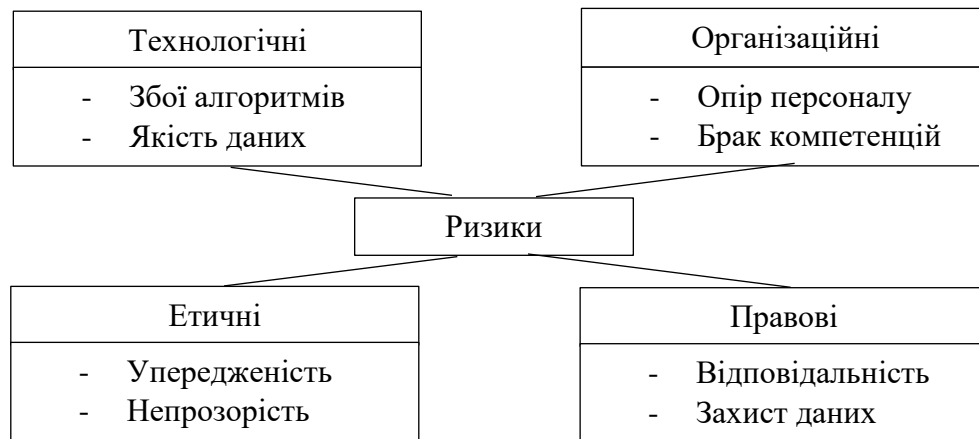 Технологічні
- Збої алгоритмів
- Якість даних
Організаційні
- Опір персоналу
- Брак компетенцій
Ризики
Етичні
- Упередженість
- Непрозорість
Правові
- Відповідальність
- Захист даних